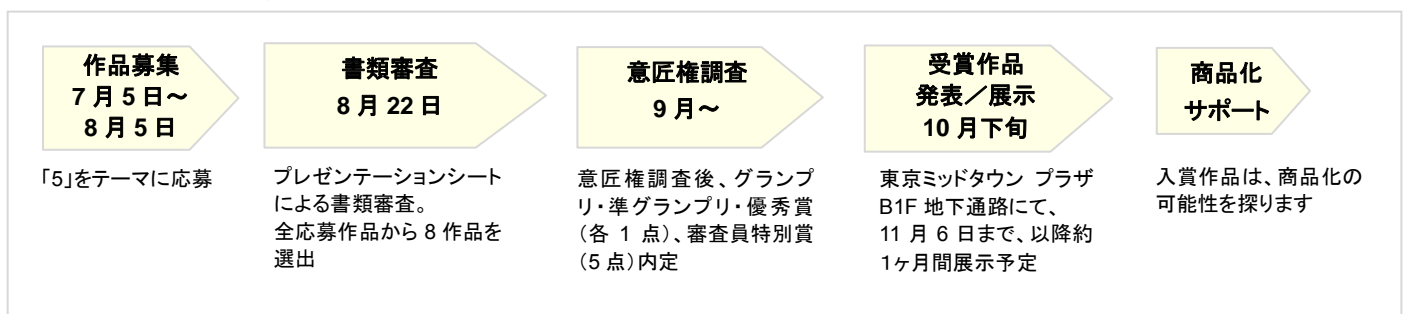 作品募集
7月5日～
8月5日
「5」をテーマに応募
書類審査
8月22日
プレゼンテーションシート
による書類審査。
全応募作品から8作品を
選出
意匠権調査
9月～
意匠権調査後、グランプ
リ・準グランプリ・優秀賞
（各1点）、審査員特別賞
（5点）内定
受賞作品
発表／展示
10月下旬
東京ミッドタウン プラザ
B1F 地下通路にて、
11月6日まで、以降約
1ヶ月間展示予定
商品化
サポート
入賞作品は、商品化の
可能性を探ります